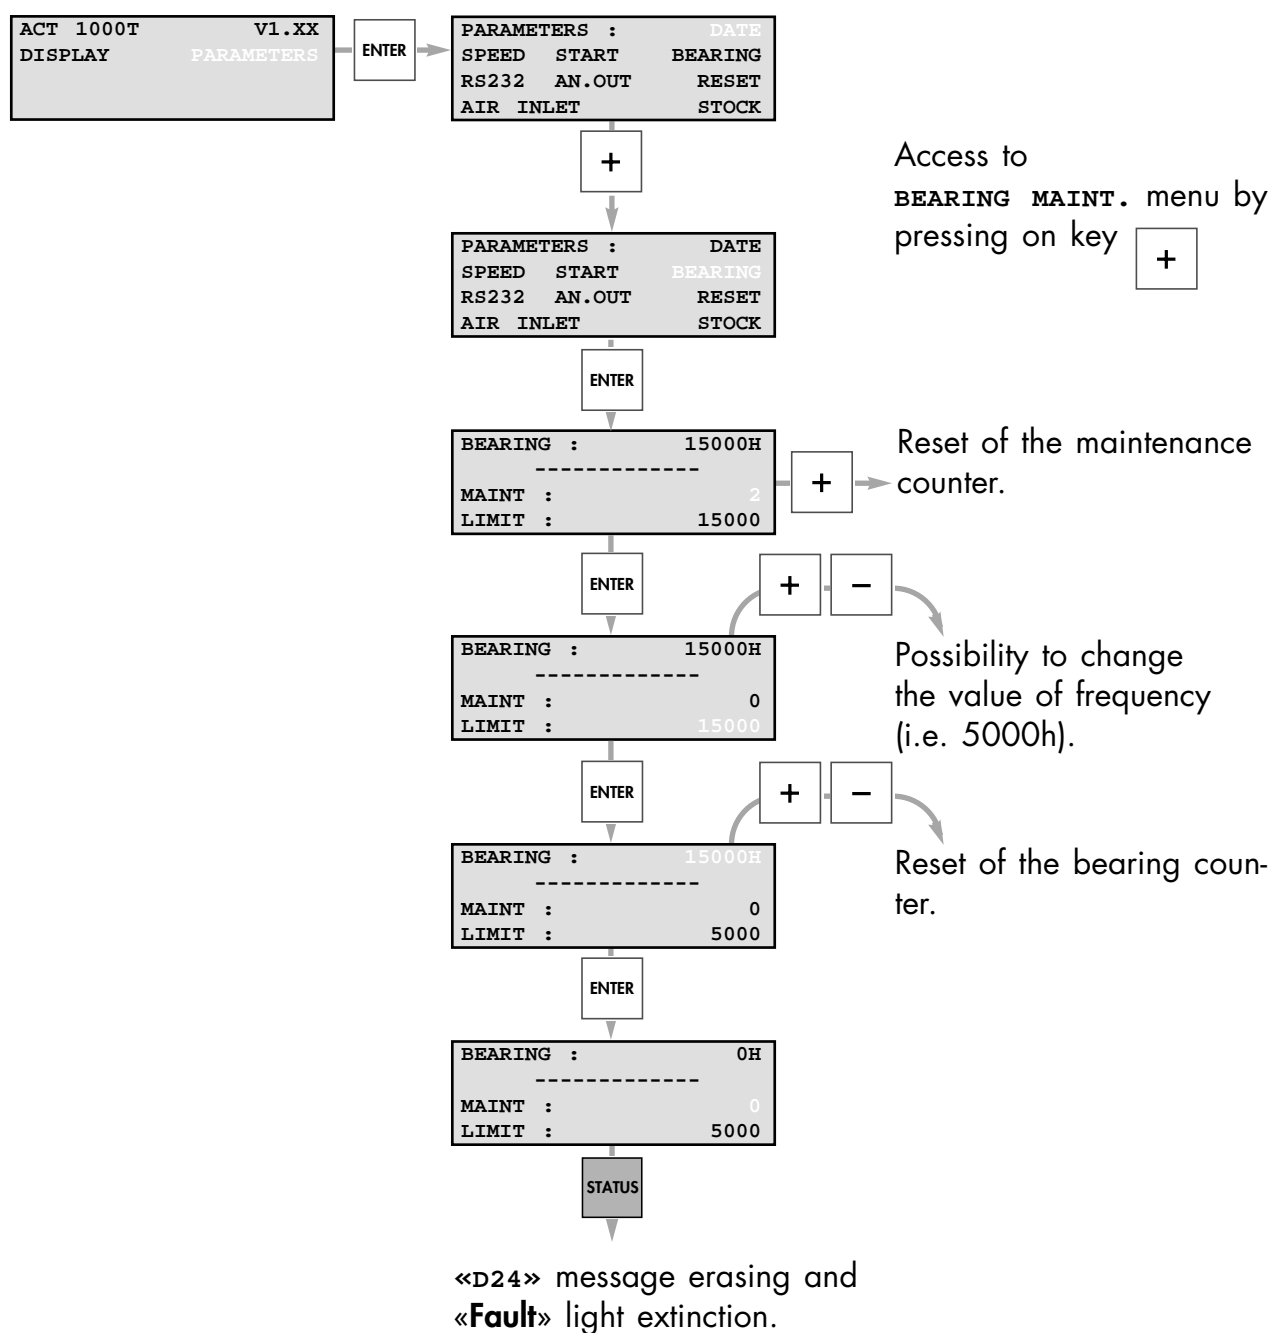 ACT 1000T V1.XX
DISPLAY PARAMETERS
ENTER
PARAMETERS : DATE
SPEED START BEARING
RS232 AN.OUT RESET
AIR INLET STOCK
+
Access to
BEARING MAINT. menu by
pressing on key +
PARAMETERS : DATE
SPEED START BEARING
RS232 AN.OUT RESET
AIR INLET STOCK
ENTER
BEARING : 15000H
-------------
MAINT : 2
LIMIT : 15000
+
Reset of the maintenance
counter.
ENTER
+ −
BEARING : 15000H
-------------
MAINT : 0
LIMIT : 15000
Possibility to change
the value of frequency
(i.e. 5000h).
ENTER
+ −
BEARING : 15000H
-------------
MAINT : 0
LIMIT : 5000
Reset of the bearing coun-
ter.
ENTER
BEARING : 0H
-------------
MAINT : 0
LIMIT : 5000
STATUS
«D24» message erasing and
«Fault» light extinction.